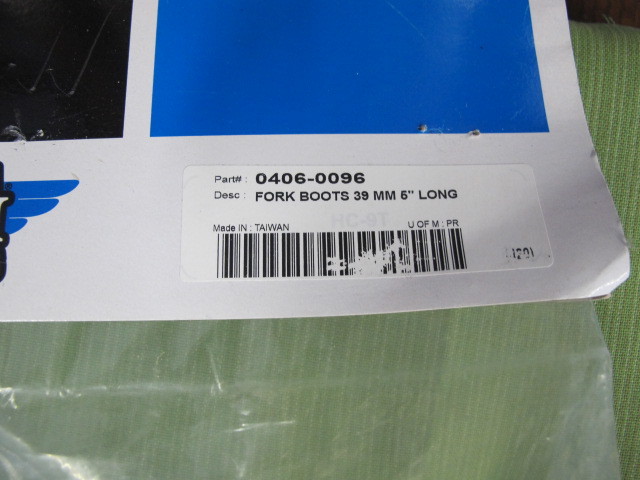 Part# : 0406-0096
Desc : FORK BOOTS 39 MM 5" LONG
Made IN : TAIWAN U OF M : PR